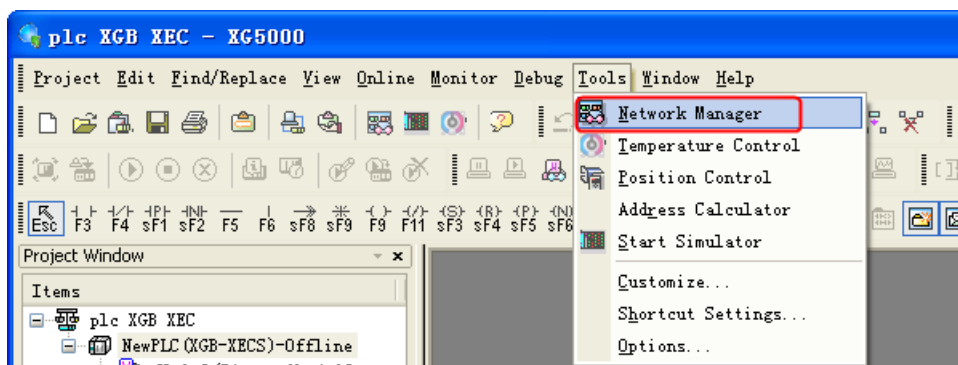 plc XGB XEC - XG5000
Project Edit Find/Replace View Online Monitor Debug Tools Window Help
Network Manager
Temperature Control
Position Control
Address Calculator
Start Simulator
Customize...
Shortcut Settings...
Options...
Esc F3 F4 sF1 sF2 F5 F6 sF8 sF9 F9 F11 sF3 sF4 sF5 sF6
Project Window
Items
plc XGB XEC
NewPLC(XGB-XECS)-Offline